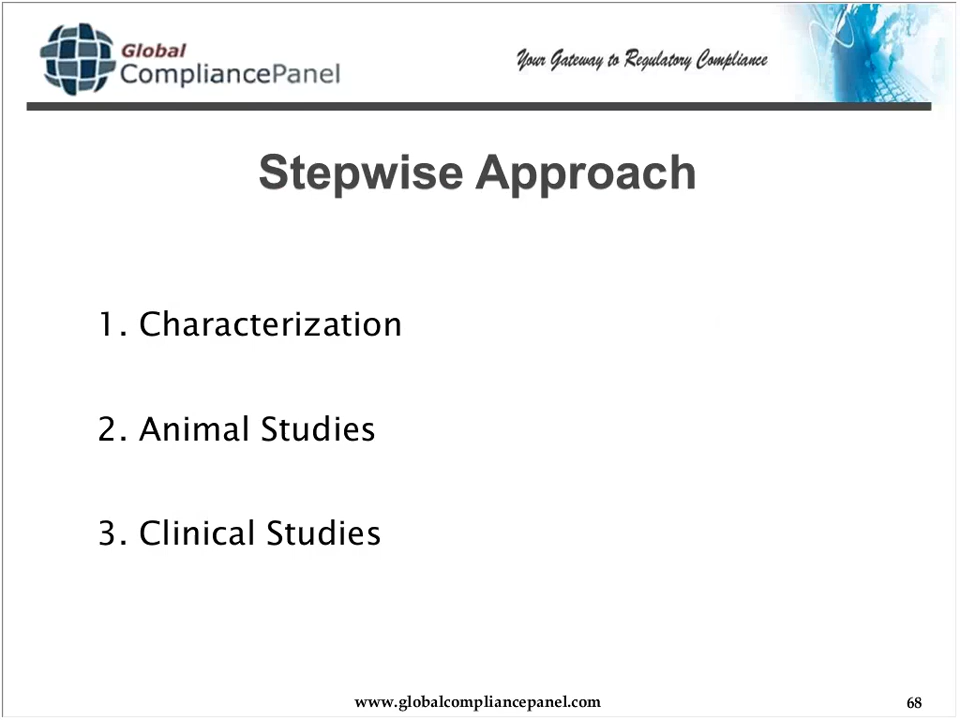 Global
CompliancePanel
Your Gateway to Regulatory Compliance
Stepwise Approach
1. Characterization
2. Animal Studies
3. Clinical Studies
www.globalcompliancepanel.com
68